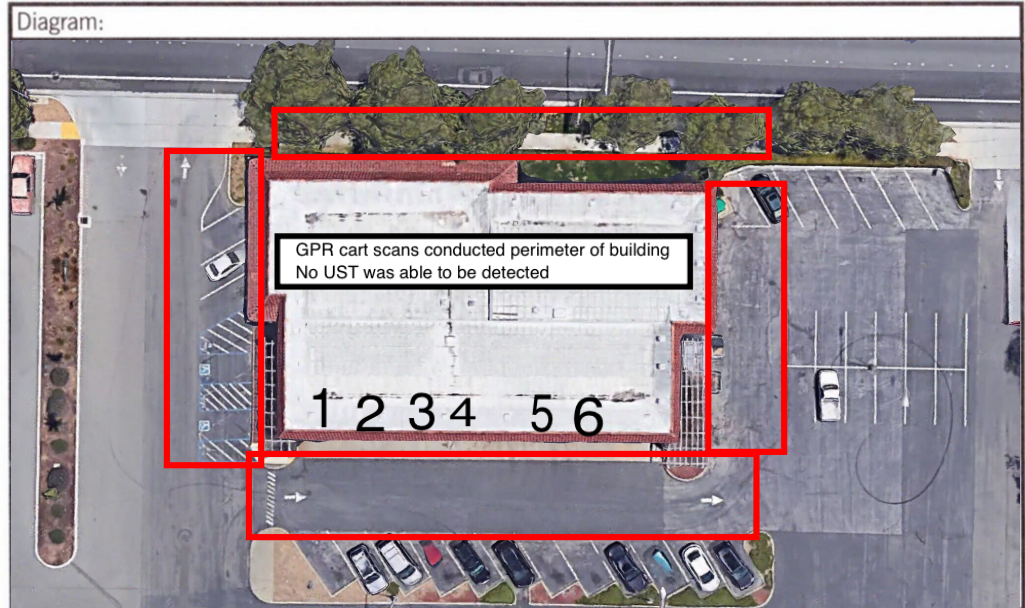 Diagram:
GPR cart scans conducted perimeter of building
No UST was able to be detected
1 2 3 4 5 6